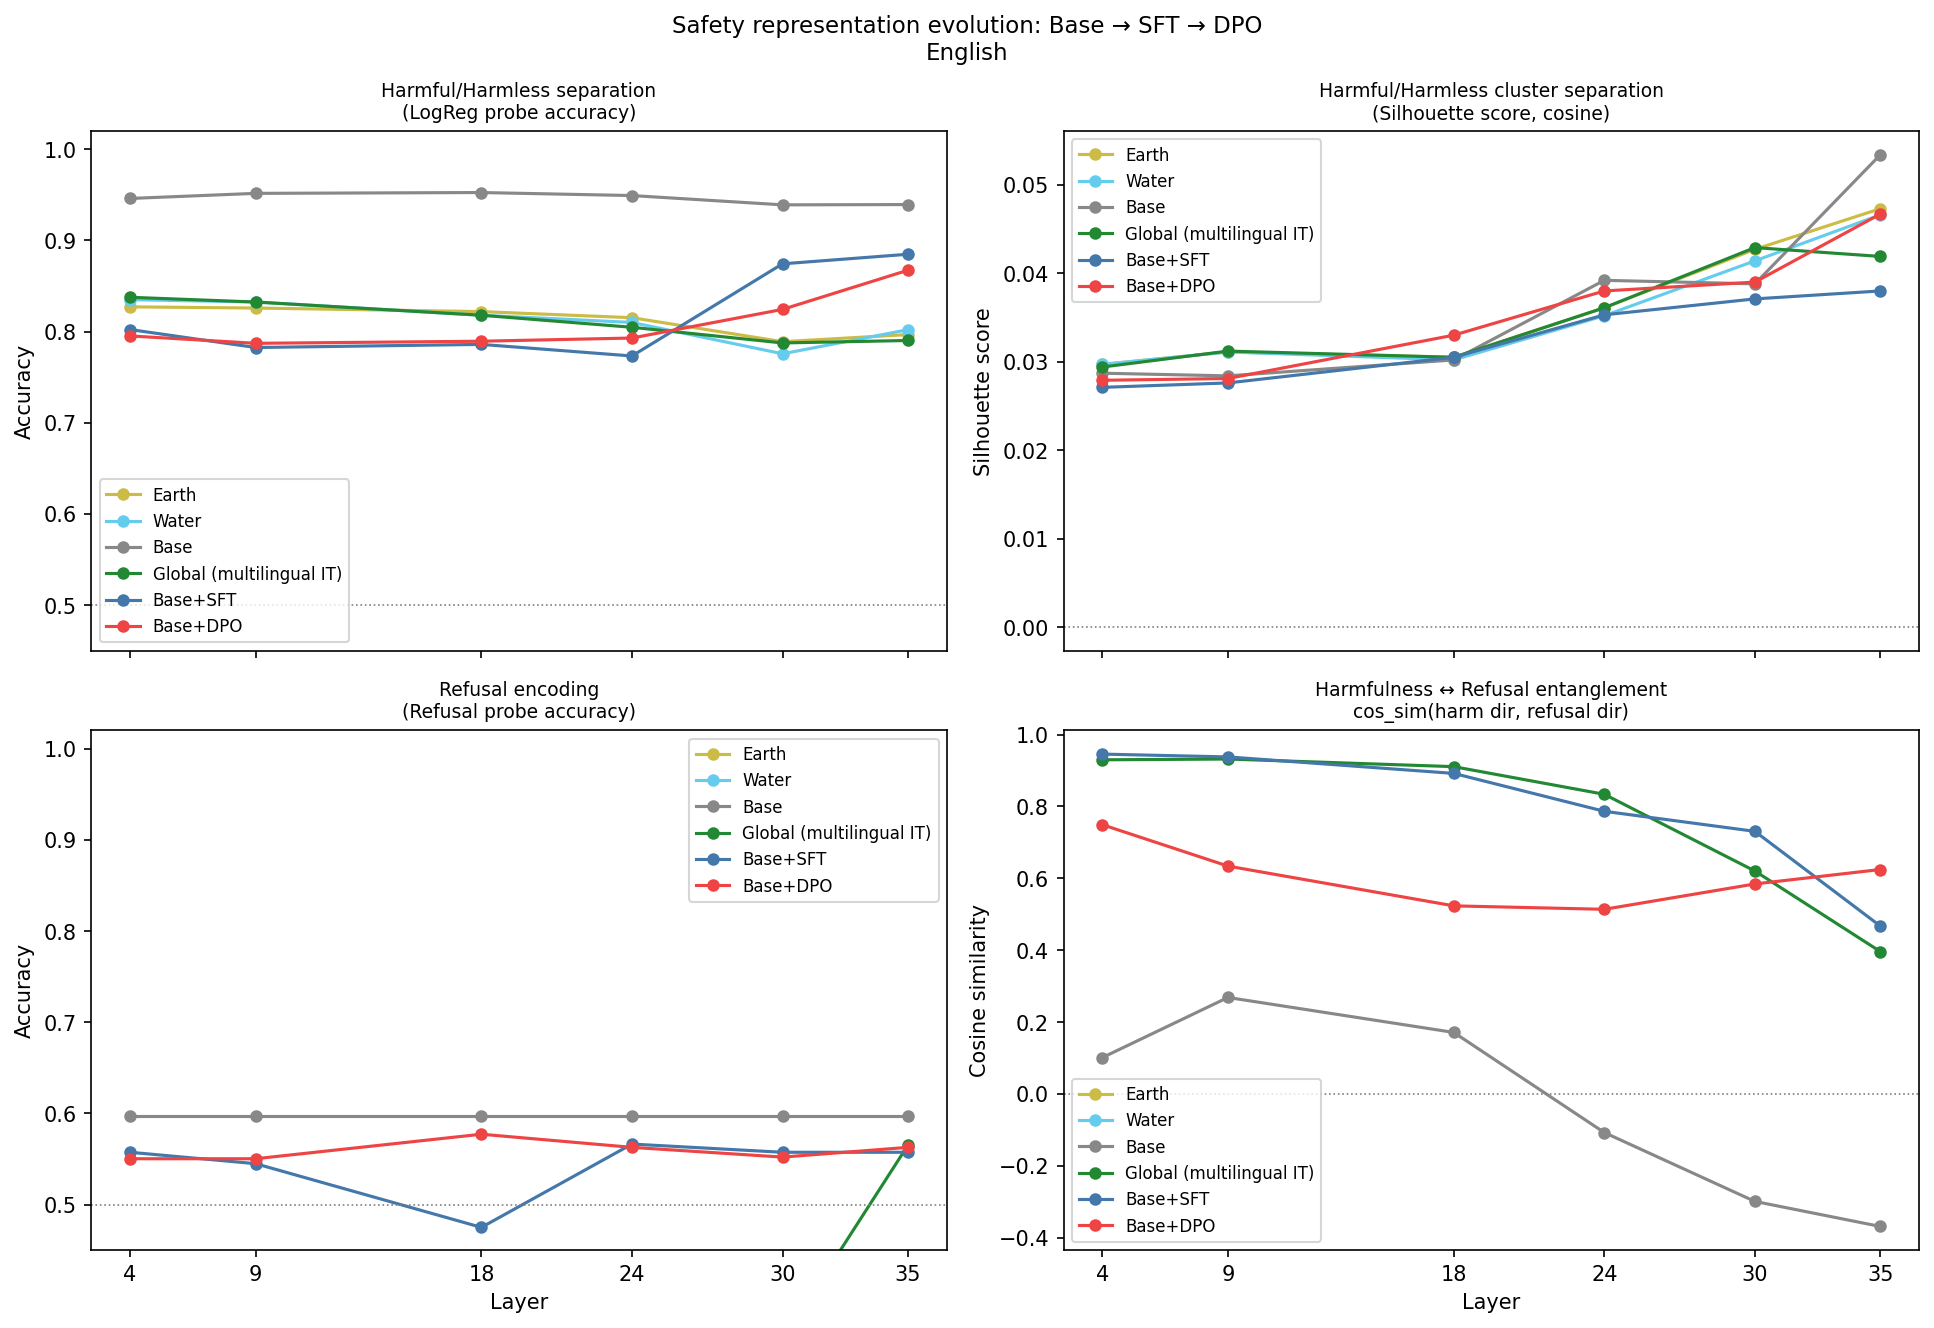 Safety representation evolution: Base → SFT → DPO
English
Harmful/Harmless separation
(LogReg probe accuracy)
Accuracy
1.0
0.9
0.8
0.7
0.6
0.5
Earth
Water
Base
Global (multilingual IT)
Base+SFT
Base+DPO
Harmful/Harmless cluster separation
(Silhouette score, cosine)
Silhouette score
0.05
0.04
0.03
0.02
0.01
0.00
Earth
Water
Base
Global (multilingual IT)
Base+SFT
Base+DPO
Refusal encoding
(Refusal probe accuracy)
Accuracy
1.0
0.9
0.8
0.7
0.6
0.5
Earth
Water
Base
Global (multilingual IT)
Base+SFT
Base+DPO
4 9 18 24 30 35
Layer
Harmfulness ↔ Refusal entanglement
cos_sim(harm dir, refusal dir)
Cosine similarity
1.0
0.8
0.6
0.4
0.2
0.0
−0.2
−0.4
Earth
Water
Base
Global (multilingual IT)
Base+SFT
Base+DPO
4 9 18 24 30 35
Layer